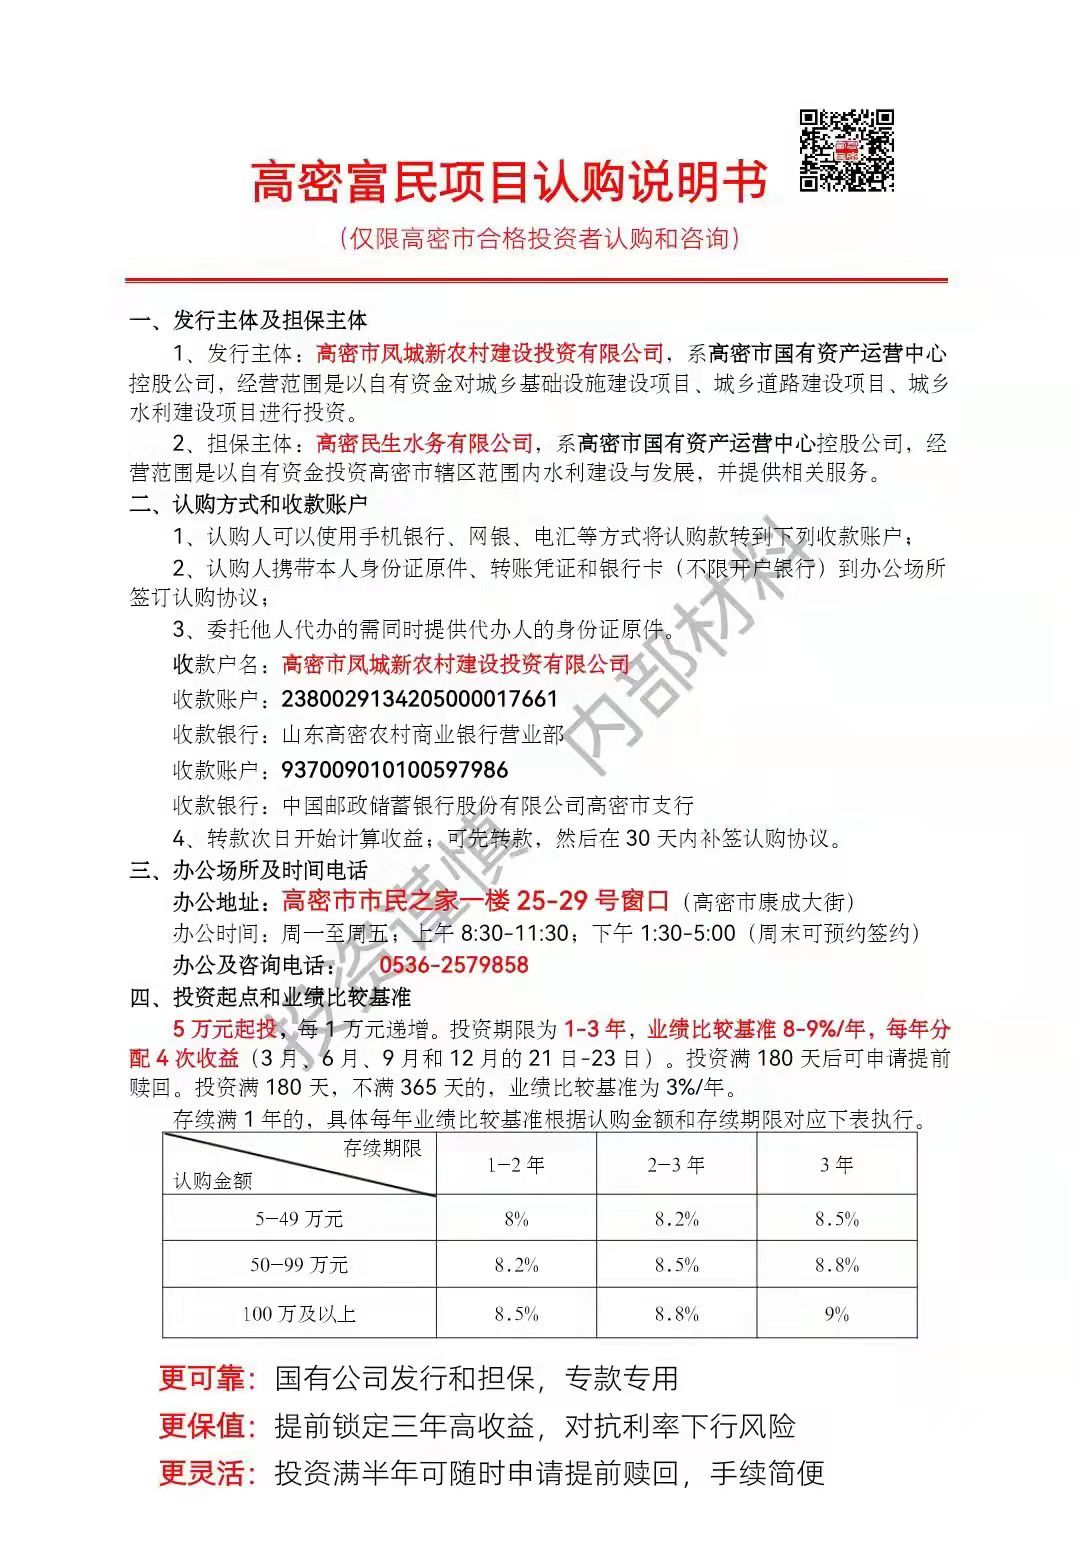 高密富民项目认购说明书
（仅限高密市合格投资者认购和咨询）
一、发行主体及担保主体
1、发行主体：高密市凤城新农村建设投资有限公司，系高密市国有资产运营中心
控股公司，经营范围是以自有资金对城乡基础设施建设项目、城乡道路建设项目、城乡
水利建设项目进行投资。
2、担保主体：高密民生水务有限公司，系高密市国有资产运营中心控股公司，经
营范围是以自有资金投资高密市辖区范围内水利建设与发展，并提供相关服务。
二、认购方式和收款账户
1、认购人可以使用手机银行、网银、电汇等方式将认购款转到下列收款账户；
2、认购人携带本人身份证原件、转账凭证和银行卡（不限开户银行）到办公场所
签订认购协议；
3、委托他人代办的需同时提供代办人的身份证原件。
收款户名：高密市凤城新农村建设投资有限公司
收款账户：2380029134205000017661
收款银行：山东高密农村商业银行营业部
收款账户：937009010100597986
收款银行：中国邮政储蓄银行股份有限公司高密市支行
4、转款次日开始计算收益；可先转款，然后在 30 天内补签认购协议。
三、办公场所及时间电话
办公地址：高密市市民之家一楼 25-29 号窗口（高密市康成大街）
办公时间：周一至周五；上午 8:30-11:30；下午 1:30-5:00（周末可预约签约）
办公及咨询电话： 0536-2579858
四、投资起点和业绩比较基准
5 万元起投，每 1 万元递增。投资期限为 1-3 年，业绩比较基准 8-9%/年，每年分
配 4 次收益（3 月、6 月、9 月和 12 月的 21 日-23 日）。投资满 180 天后可申请提前
赎回。投资满 180 天，不满 365 天的，业绩比较基准为 3%/年。
存续满 1 年的，具体每年业绩比较基准根据认购金额和存续期限对应下表执行。
存续期限
认购金额
1-2 年 2-3 年 3 年
5-49 万元 8% 8.2% 8.5%
50-99 万元 8.2% 8.5% 8.8%
100 万及以上 8.5% 8.8% 9%
更可靠：国有公司发行和担保，专款专用
更保值：提前锁定三年高收益，对抗利率下行风险
更灵活：投资满半年可随时申请提前赎回，手续简便
投资谨慎 内部材料